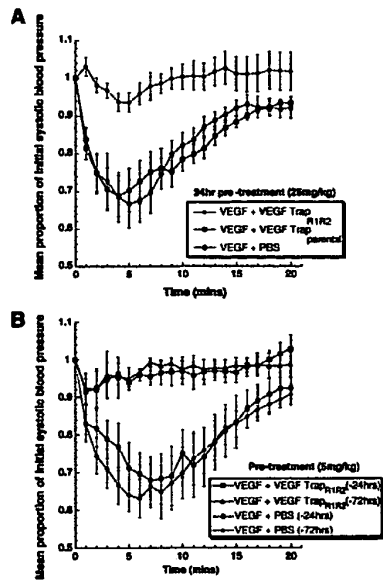 A
Mean proportion of initial systolic blood pressure
1.1
1
0.9
0.8
0.7
0.6
0.5
0
5
10
15
20
Time (mins)
24hr pre-treatment (25mg/kg)
VEGF + VEGF Trap R1R2
VEGF + VEGF Trap parental
VEGF + PBS
B
Mean proportion of initial systolic blood pressure
1.1
1
0.9
0.8
0.7
0.6
0.5
0
5
10
15
20
Time (mins)
Pre-treatment (5mg/kg)
VEGF + VEGF TrapR1R2 (-24hrs)
VEGF + VEGF TrapR1R2 (-72hrs)
VEGF + PBS (-24hrs)
VEGF + PBS (-72hrs)